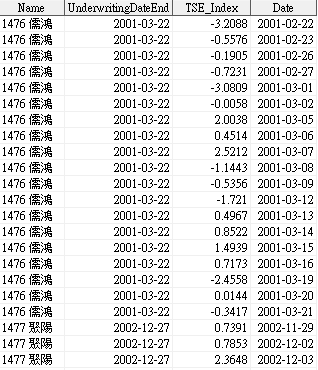 Name UnderwritingDateEnd TSE_Index Date
1476 儒鴻 2001-03-22 -3.2088 2001-02-22
1476 儒鴻 2001-03-22 -0.5576 2001-02-23
1476 儒鴻 2001-03-22 -0.1905 2001-02-26
1476 儒鴻 2001-03-22 -0.7231 2001-02-27
1476 儒鴻 2001-03-22 -3.0809 2001-03-01
1476 儒鴻 2001-03-22 -0.0058 2001-03-02
1476 儒鴻 2001-03-22 2.0038 2001-03-05
1476 儒鴻 2001-03-22 0.4514 2001-03-06
1476 儒鴻 2001-03-22 2.5212 2001-03-07
1476 儒鴻 2001-03-22 -1.1443 2001-03-08
1476 儒鴻 2001-03-22 -0.5356 2001-03-09
1476 儒鴻 2001-03-22 -1.721 2001-03-12
1476 儒鴻 2001-03-22 0.4967 2001-03-13
1476 儒鴻 2001-03-22 0.8522 2001-03-14
1476 儒鴻 2001-03-22 1.4939 2001-03-15
1476 儒鴻 2001-03-22 0.7173 2001-03-16
1476 儒鴻 2001-03-22 -2.4558 2001-03-19
1476 儒鴻 2001-03-22 0.0144 2001-03-20
1476 儒鴻 2001-03-22 -0.3417 2001-03-21
1477 聚陽 2002-12-27 0.7391 2002-11-29
1477 聚陽 2002-12-27 0.7853 2002-12-02
1477 聚陽 2002-12-27 2.3648 2002-12-03